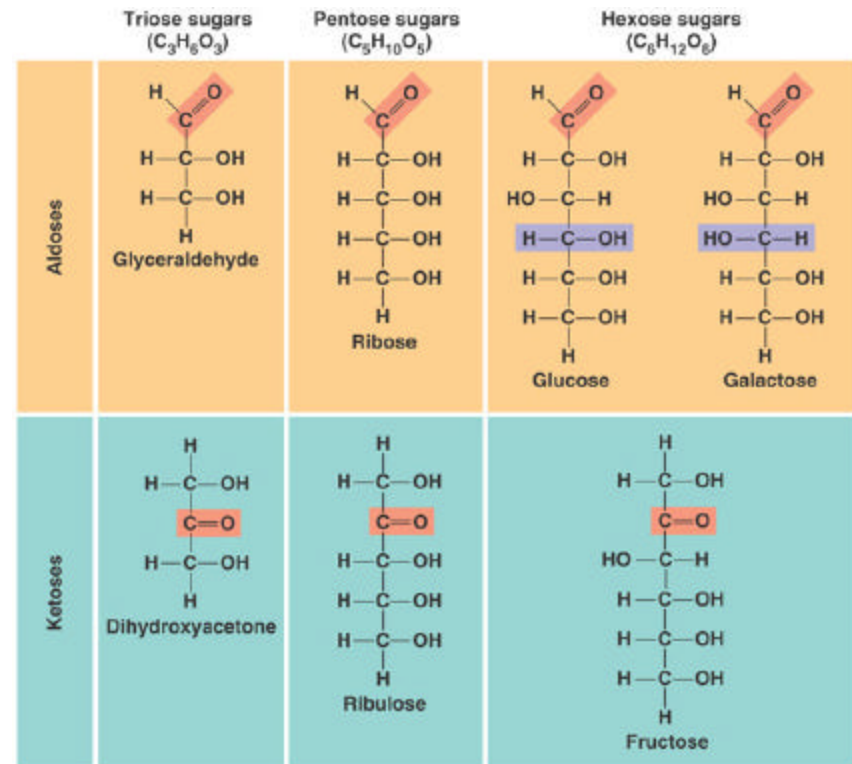 Triose sugars
(C₃H₆O₃)
Pentose sugars
(C₅H₁₀O₅)
Hexose sugars
(C₆H₁₂O₆)
Aldoses
H O
C
H—C—OH
H—C—OH
H
Glyceraldehyde
H O
C
H—C—OH
H—C—OH
H—C—OH
H—C—OH
H
Ribose
H O
C
H—C—OH
HO—C—H
H—C—OH
H—C—OH
H—C—OH
H
Glucose
H O
C
H—C—OH
HO—C—H
HO—C—H
H—C—OH
H—C—OH
H
Galactose
Ketoses
H
H—C—OH
C=O
H—C—OH
H
Dihydroxyacetone
H
H—C—OH
C=O
H—C—OH
H—C—OH
H—C—OH
H
Ribulose
H
H—C—OH
C=O
HO—C—H
H—C—OH
H—C—OH
H—C—OH
H
Fructose